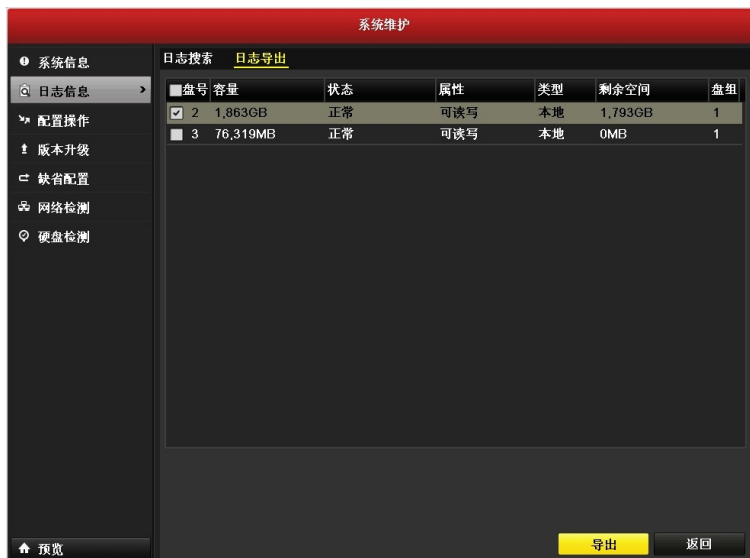 系统维护
系统信息
日志信息 >
配置操作
版本升级
缺省配置
网络检测
硬盘检测
预览
日志搜索 日志导出
盘号 容量 状态 属性 类型 剩余空间 盘组
2 1,863GB 正常 可读写 本地 1,793GB 1
3 76,319MB 正常 可读写 本地 0MB 1
导出 返回